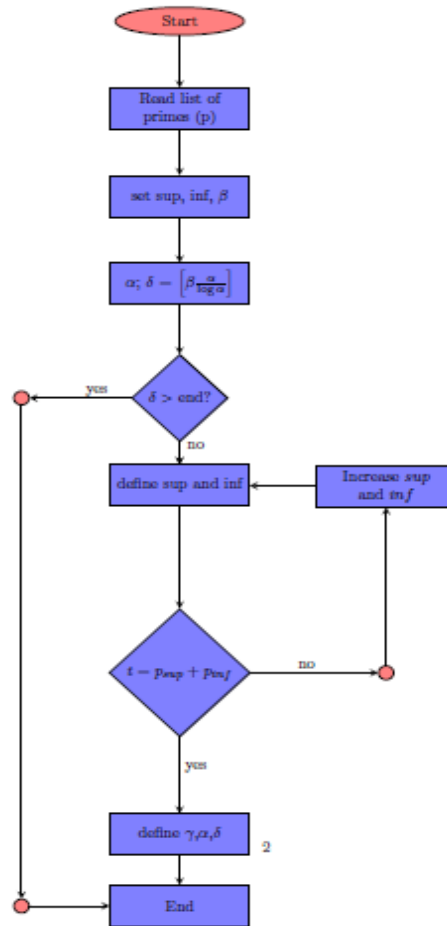 Start
Read list of
primes (p)
set sup, inf, β
α; δ = [β α/log α]
δ > end?
yes
no
define sup and inf
Increase sup
and inf
t = p_sup + p_inf
no
yes
define γ,α,δ
2
End